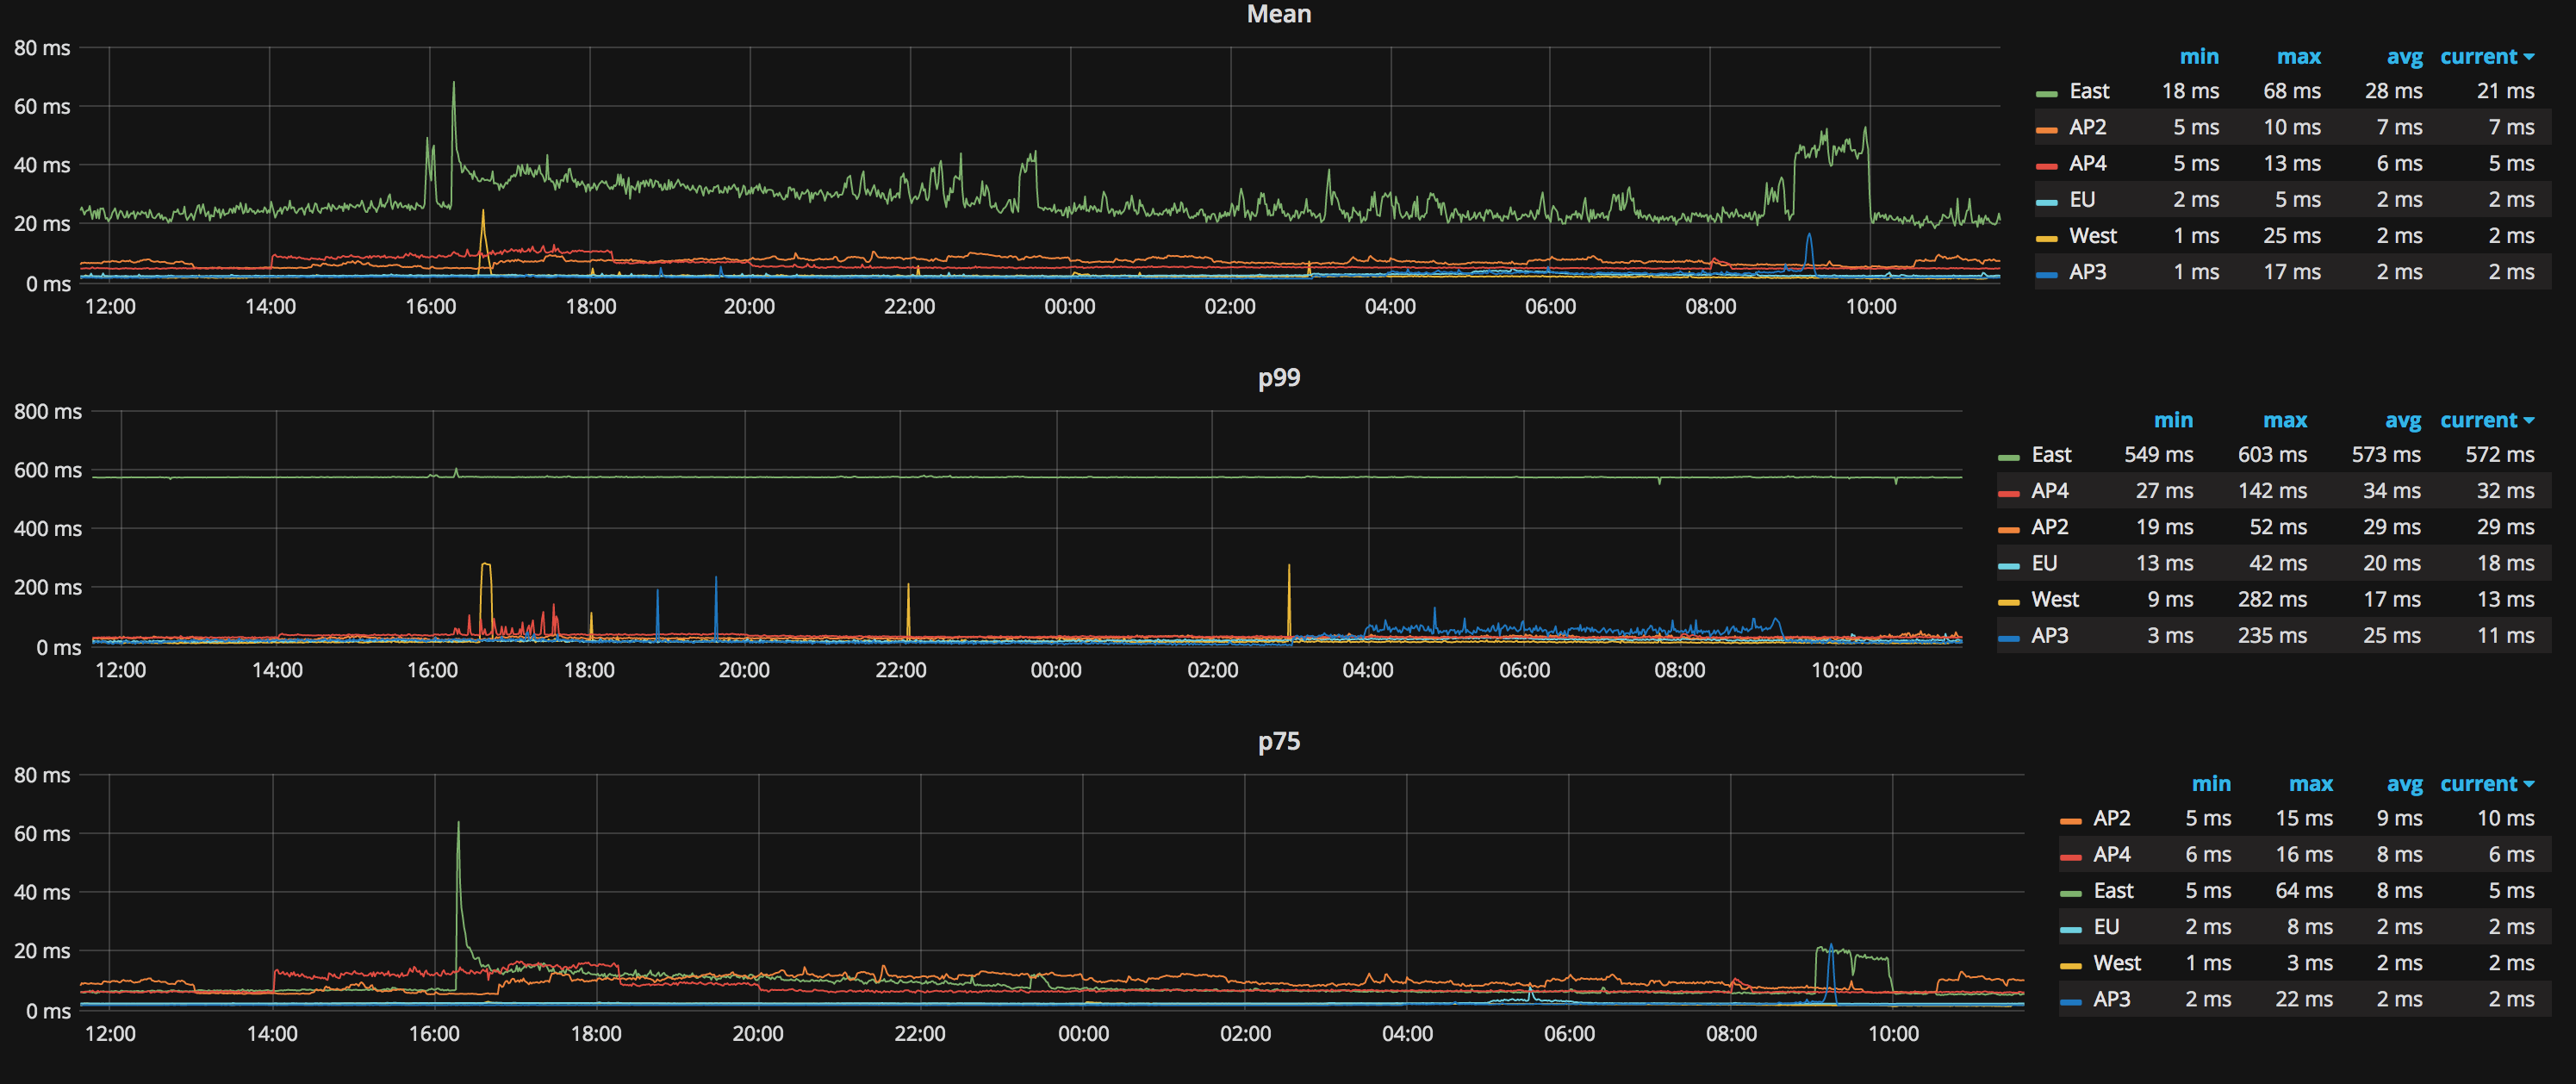 Mean
80 ms
60 ms
40 ms
20 ms
0 ms
12:00 14:00 16:00 18:00 20:00 22:00 00:00 02:00 04:00 06:00 08:00 10:00
min max avg current
East 18 ms 68 ms 28 ms 21 ms
AP2 5 ms 10 ms 7 ms 7 ms
AP4 5 ms 13 ms 6 ms 5 ms
EU 2 ms 5 ms 2 ms 2 ms
West 1 ms 25 ms 2 ms 2 ms
AP3 1 ms 17 ms 2 ms 2 ms
p99
800 ms
600 ms
400 ms
200 ms
0 ms
12:00 14:00 16:00 18:00 20:00 22:00 00:00 02:00 04:00 06:00 08:00 10:00
min max avg current
East 549 ms 603 ms 573 ms 572 ms
AP4 27 ms 142 ms 34 ms 32 ms
AP2 19 ms 52 ms 29 ms 29 ms
EU 13 ms 42 ms 20 ms 18 ms
West 9 ms 282 ms 17 ms 13 ms
AP3 3 ms 235 ms 25 ms 11 ms
p75
80 ms
60 ms
40 ms
20 ms
0 ms
12:00 14:00 16:00 18:00 20:00 22:00 00:00 02:00 04:00 06:00 08:00 10:00
min max avg current
AP2 5 ms 15 ms 9 ms 10 ms
AP4 6 ms 16 ms 8 ms 6 ms
East 5 ms 64 ms 8 ms 5 ms
EU 2 ms 8 ms 2 ms 2 ms
West 1 ms 3 ms 2 ms 2 ms
AP3 2 ms 22 ms 2 ms 2 ms